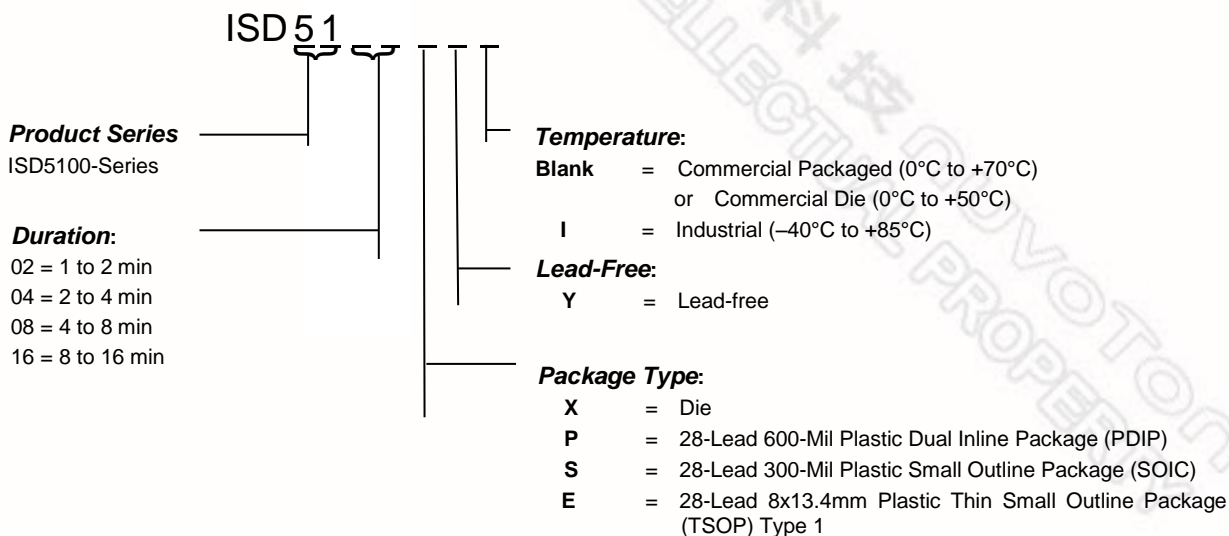 ISD51
Product Series
ISD5100-Series
Duration:
02 = 1 to 2 min
04 = 2 to 4 min
08 = 4 to 8 min
16 = 8 to 16 min
Temperature:
Blank = Commercial Packaged (0°C to +70°C)
or Commercial Die (0°C to +50°C)
I = Industrial (–40°C to +85°C)
Lead-Free:
Y = Lead-free
Package Type:
X = Die
P = 28-Lead 600-Mil Plastic Dual Inline Package (PDIP)
S = 28-Lead 300-Mil Plastic Small Outline Package (SOIC)
E = 28-Lead 8x13.4mm Plastic Thin Small Outline Package
(TSOP) Type 1
科技 nuvoTon
PROPERTY